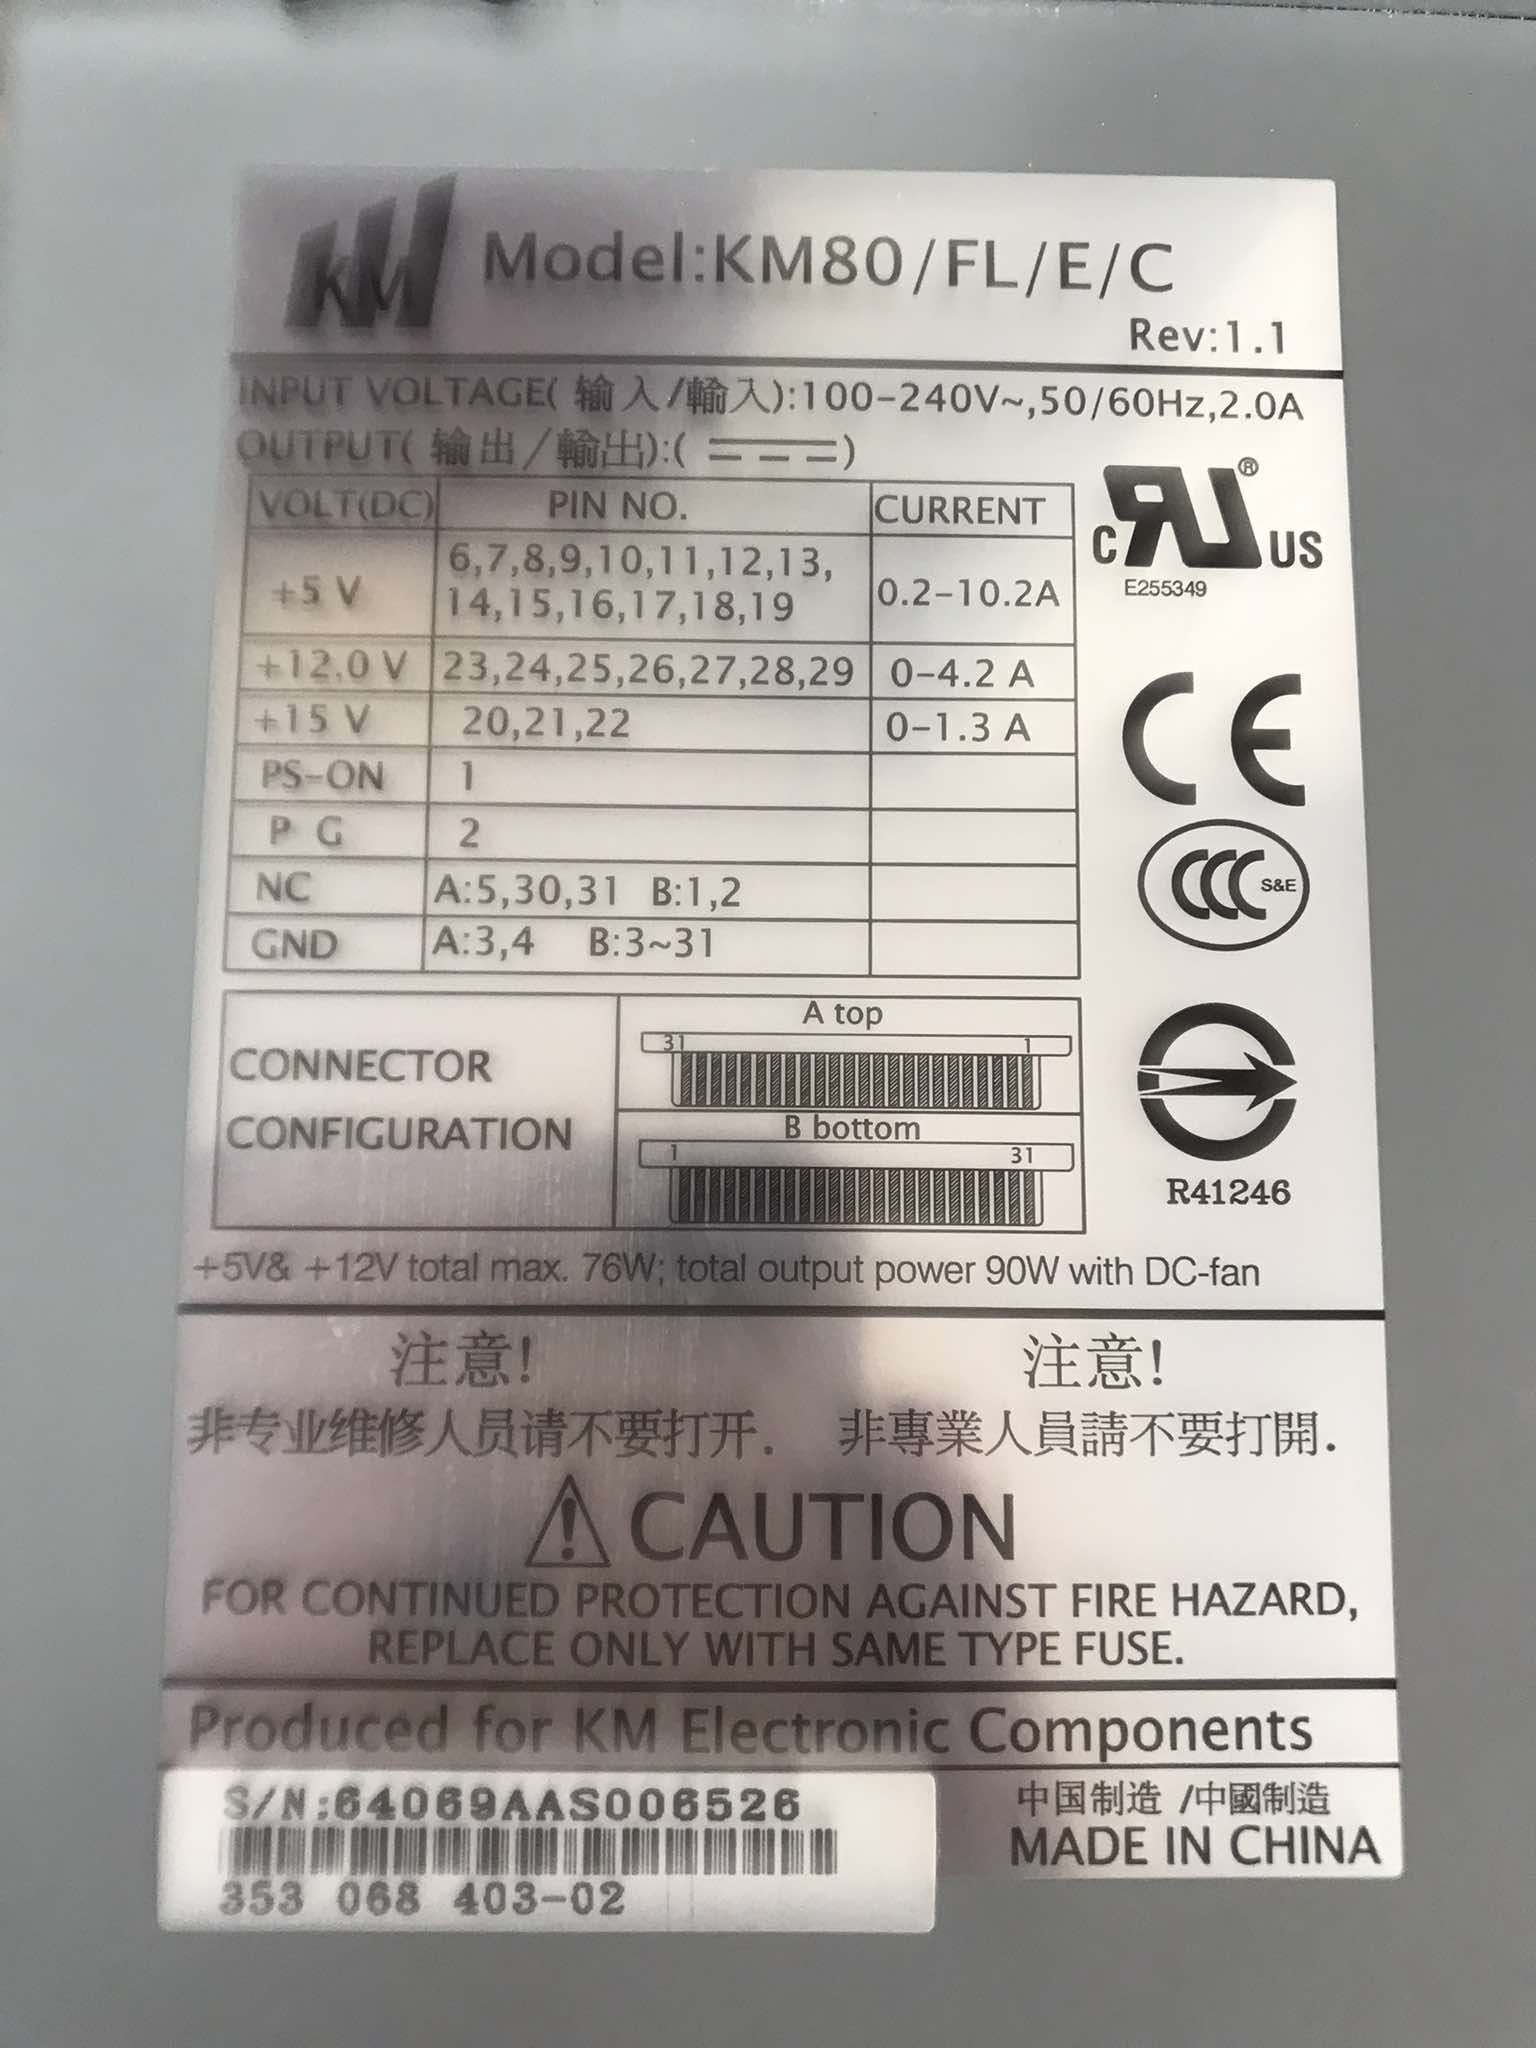 KM Model:KM80/FL/E/C
Rev:1.1
INPUT VOLTAGE( 输入/輸入):100-240V~,50/60Hz,2.0A
OUTPUT( 输出/輸出):( )
VOLT(DC) PIN NO. CURRENT
+5 V 6,7,8,9,10,11,12,13, 14,15,16,17,18,19 0.2-10.2A
+12.0 V 23,24,25,26,27,28,29 0-4.2 A
+15 V 20,21,22 0-1.3 A
PS-ON 1
P G 2
NC A:5,30,31 B:1,2
GND A:3,4 B:3~31
C RU ® US
E255349
CE
CCC S&E
R41246
CONNECTOR
CONFIGURATION
A top
31 1
B bottom
1 31
+5V& +12V total max. 76W; total output power 90W with DC-fan
注意! 注意!
非专业维修人员请不要打开. 非專業人員請不要打開.
CAUTION
FOR CONTINUED PROTECTION AGAINST FIRE HAZARD,
REPLACE ONLY WITH SAME TYPE FUSE.
Produced for KM Electronic Components
S/N:64069AAS006526
353 068 403-02
中国制造 /中國制造
MADE IN CHINA